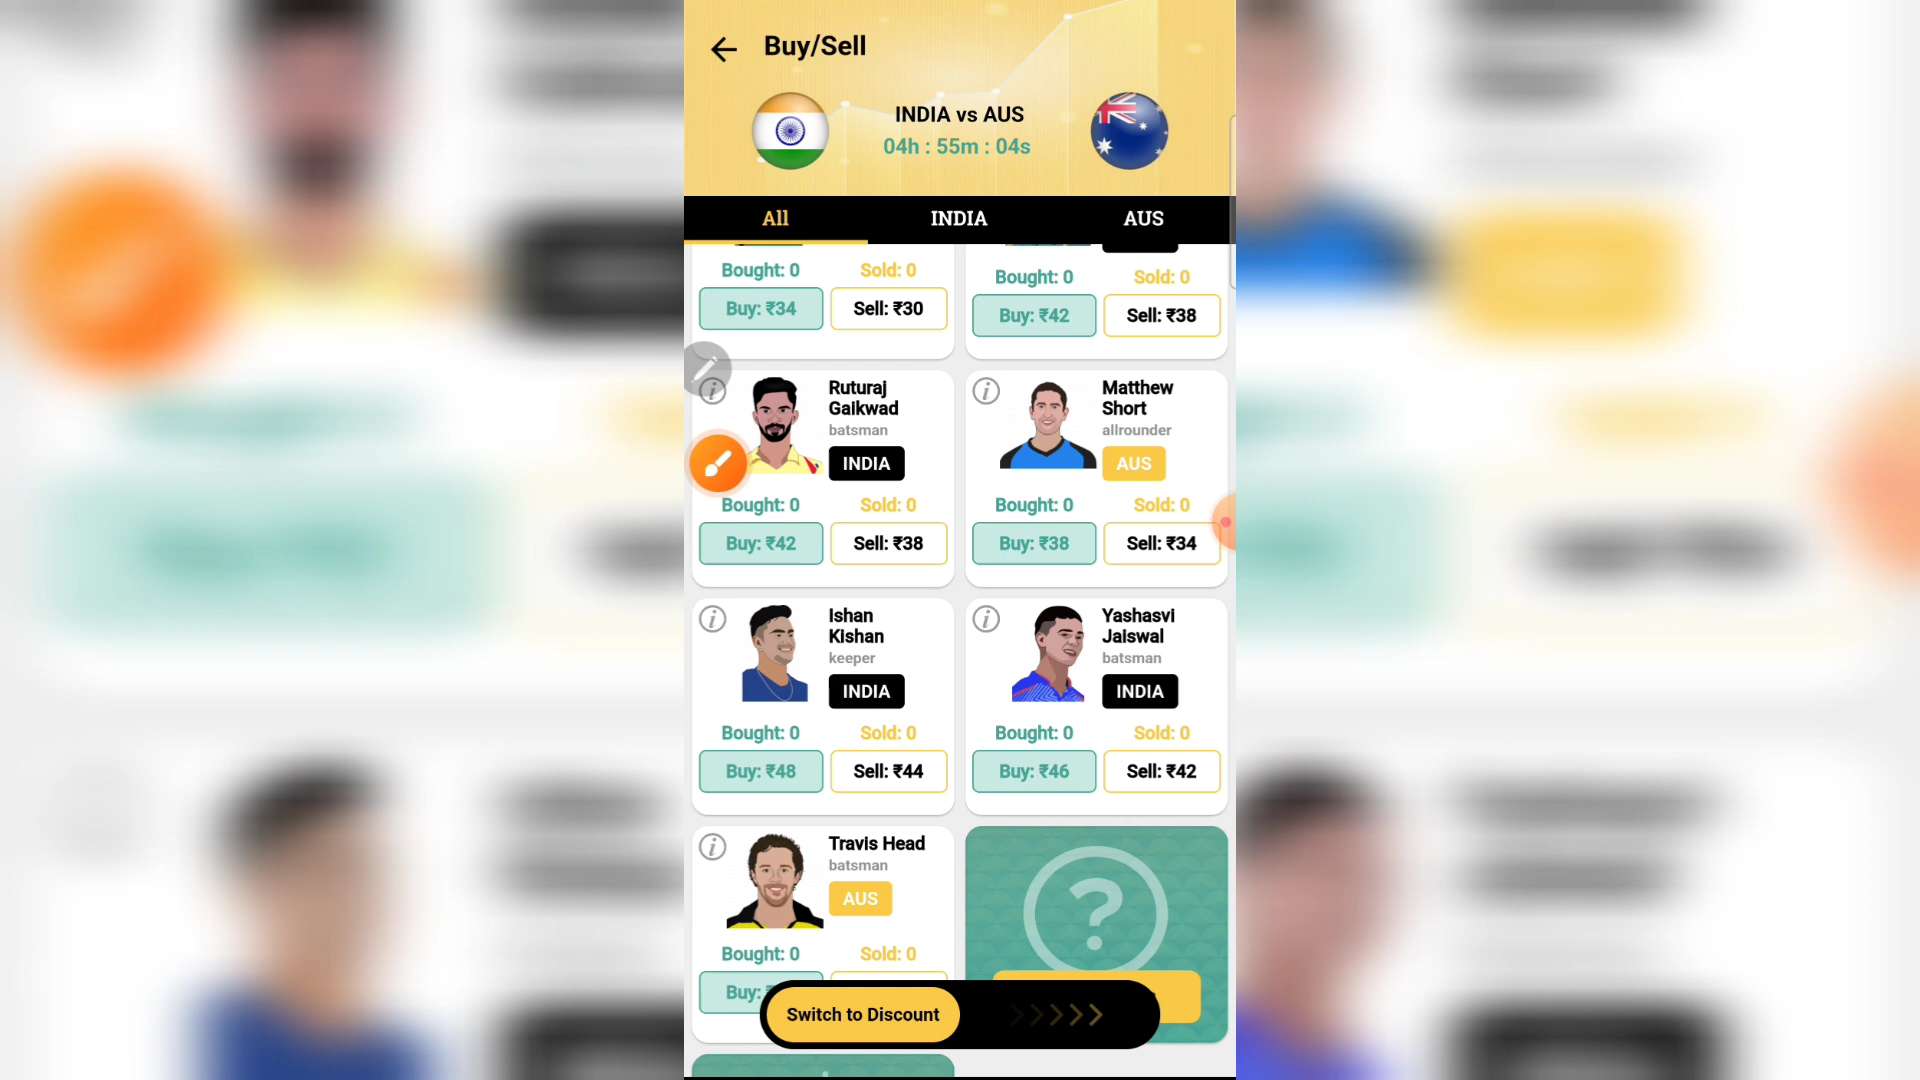 Buy/Sell
INDIA vs AUS
04h : 55m : 04s
All INDIA AUS
Bought: 0 Sold: 0
Buy: ₹34 Sell: ₹30
Bought: 0 Sold: 0
Buy: ₹42 Sell: ₹38
Ruturaj
Gaikwad
batsman
INDIA
Bought: 0 Sold: 0
Buy: ₹42 Sell: ₹38
Matthew
Short
allrounder
AUS
Bought: 0 Sold: 0
Buy: ₹38 Sell: ₹34
Ishan
Kishan
keeper
INDIA
Bought: 0 Sold: 0
Buy: ₹48 Sell: ₹44
Yashasvi
Jaiswal
batsman
INDIA
Bought: 0 Sold: 0
Buy: ₹46 Sell: ₹42
Travis Head
batsman
AUS
Bought: 0 Sold: 0
Buy:
?
Switch to Discount